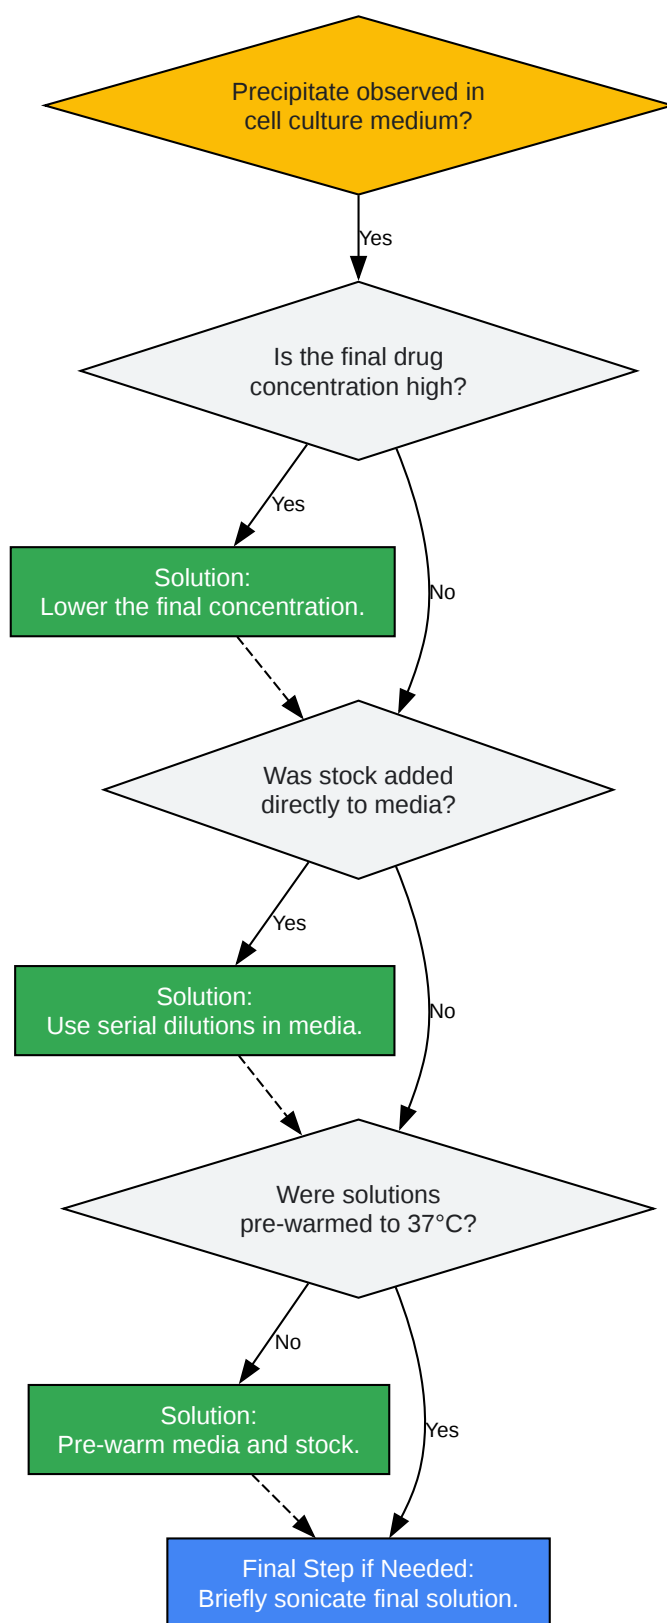 Precipitate observed in
cell culture medium?
Yes
Is the final drug
concentration high?
Yes
Solution:
Lower the final concentration.
No
Was stock added
directly to media?
Yes
Solution:
Use serial dilutions in media.
No
Were solutions
pre-warmed to 37°C?
No
Solution:
Pre-warm media and stock.
Yes
Final Step if Needed:
Briefly sonicate final solution.